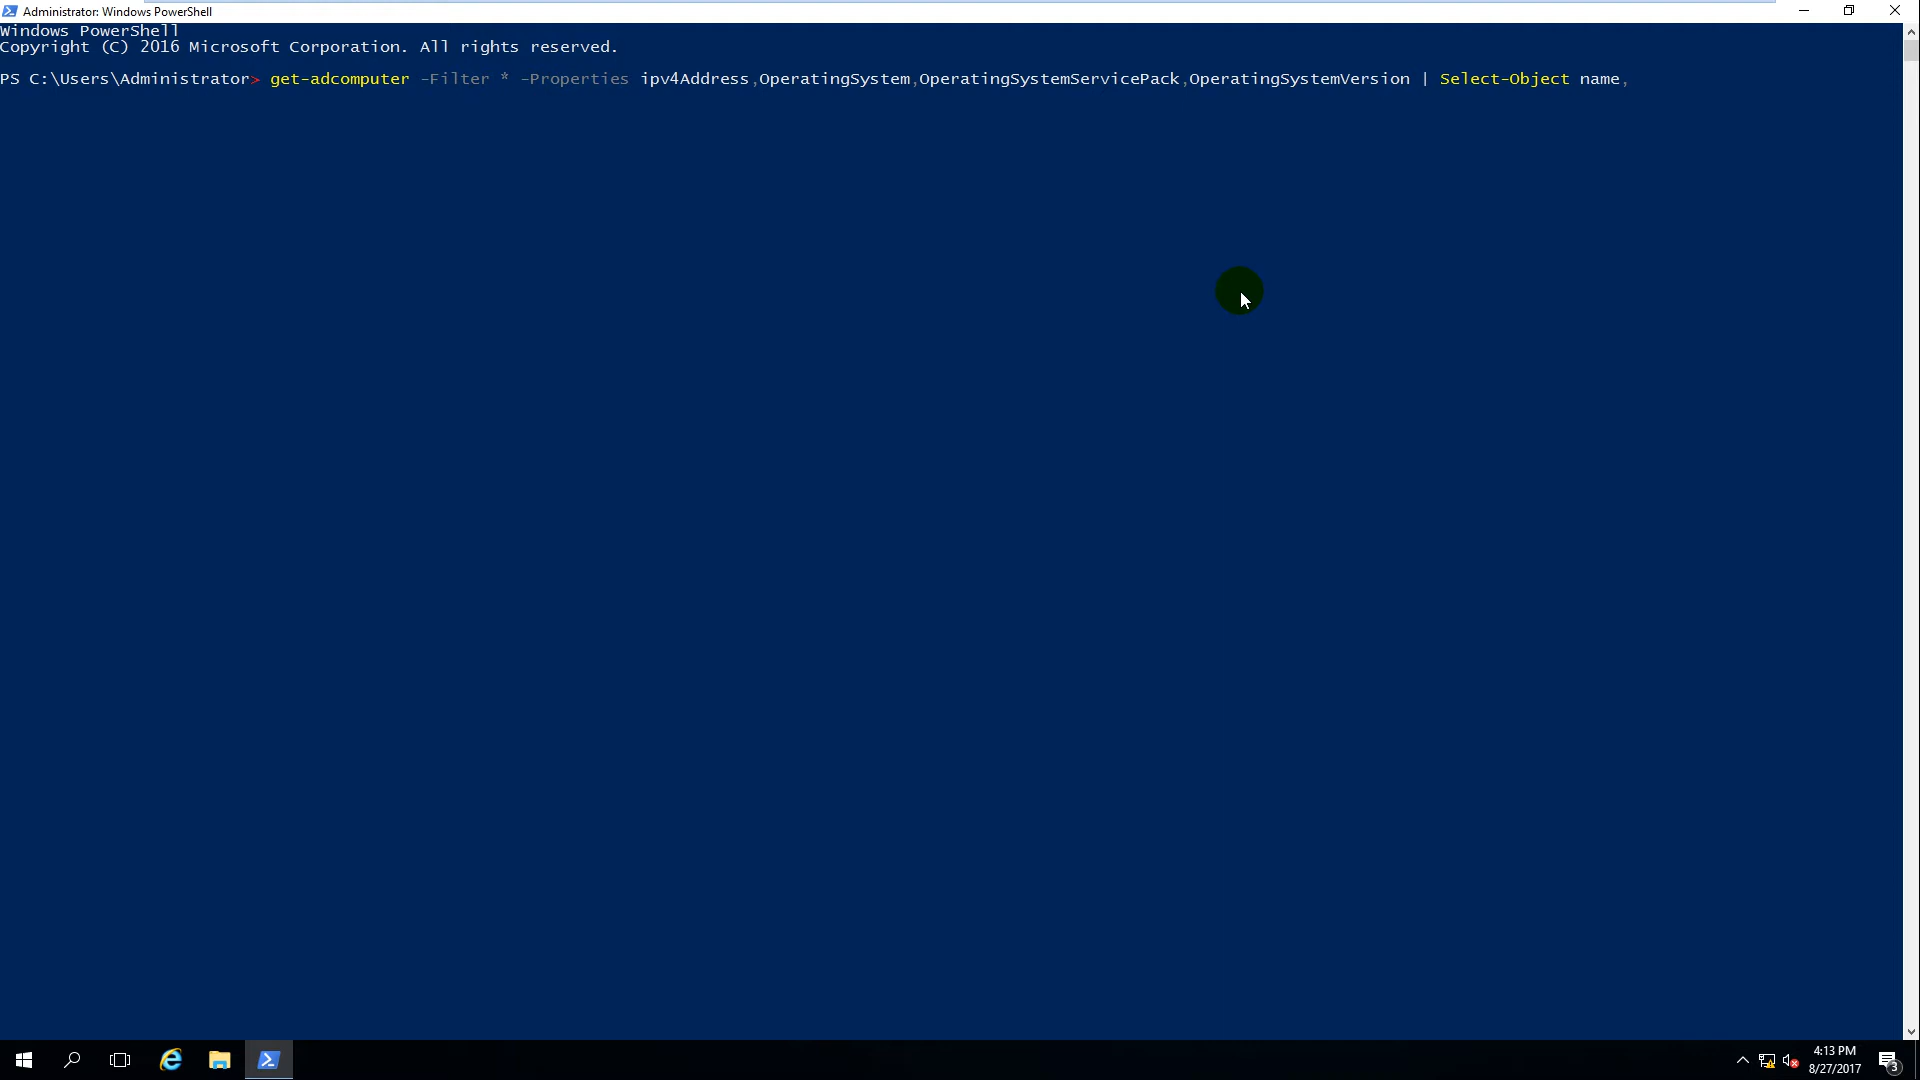 Administrator: Windows PowerShell
Windows PowerShell
Copyright (C) 2016 Microsoft Corporation. All rights reserved.
PS C:\Users\Administrator> get-adcomputer -Filter * -Properties ipv4Address,OperatingSystem,OperatingSystemServicePack,OperatingSystemVersion | Select-Object name,
4:13 PM
8/27/2017
3